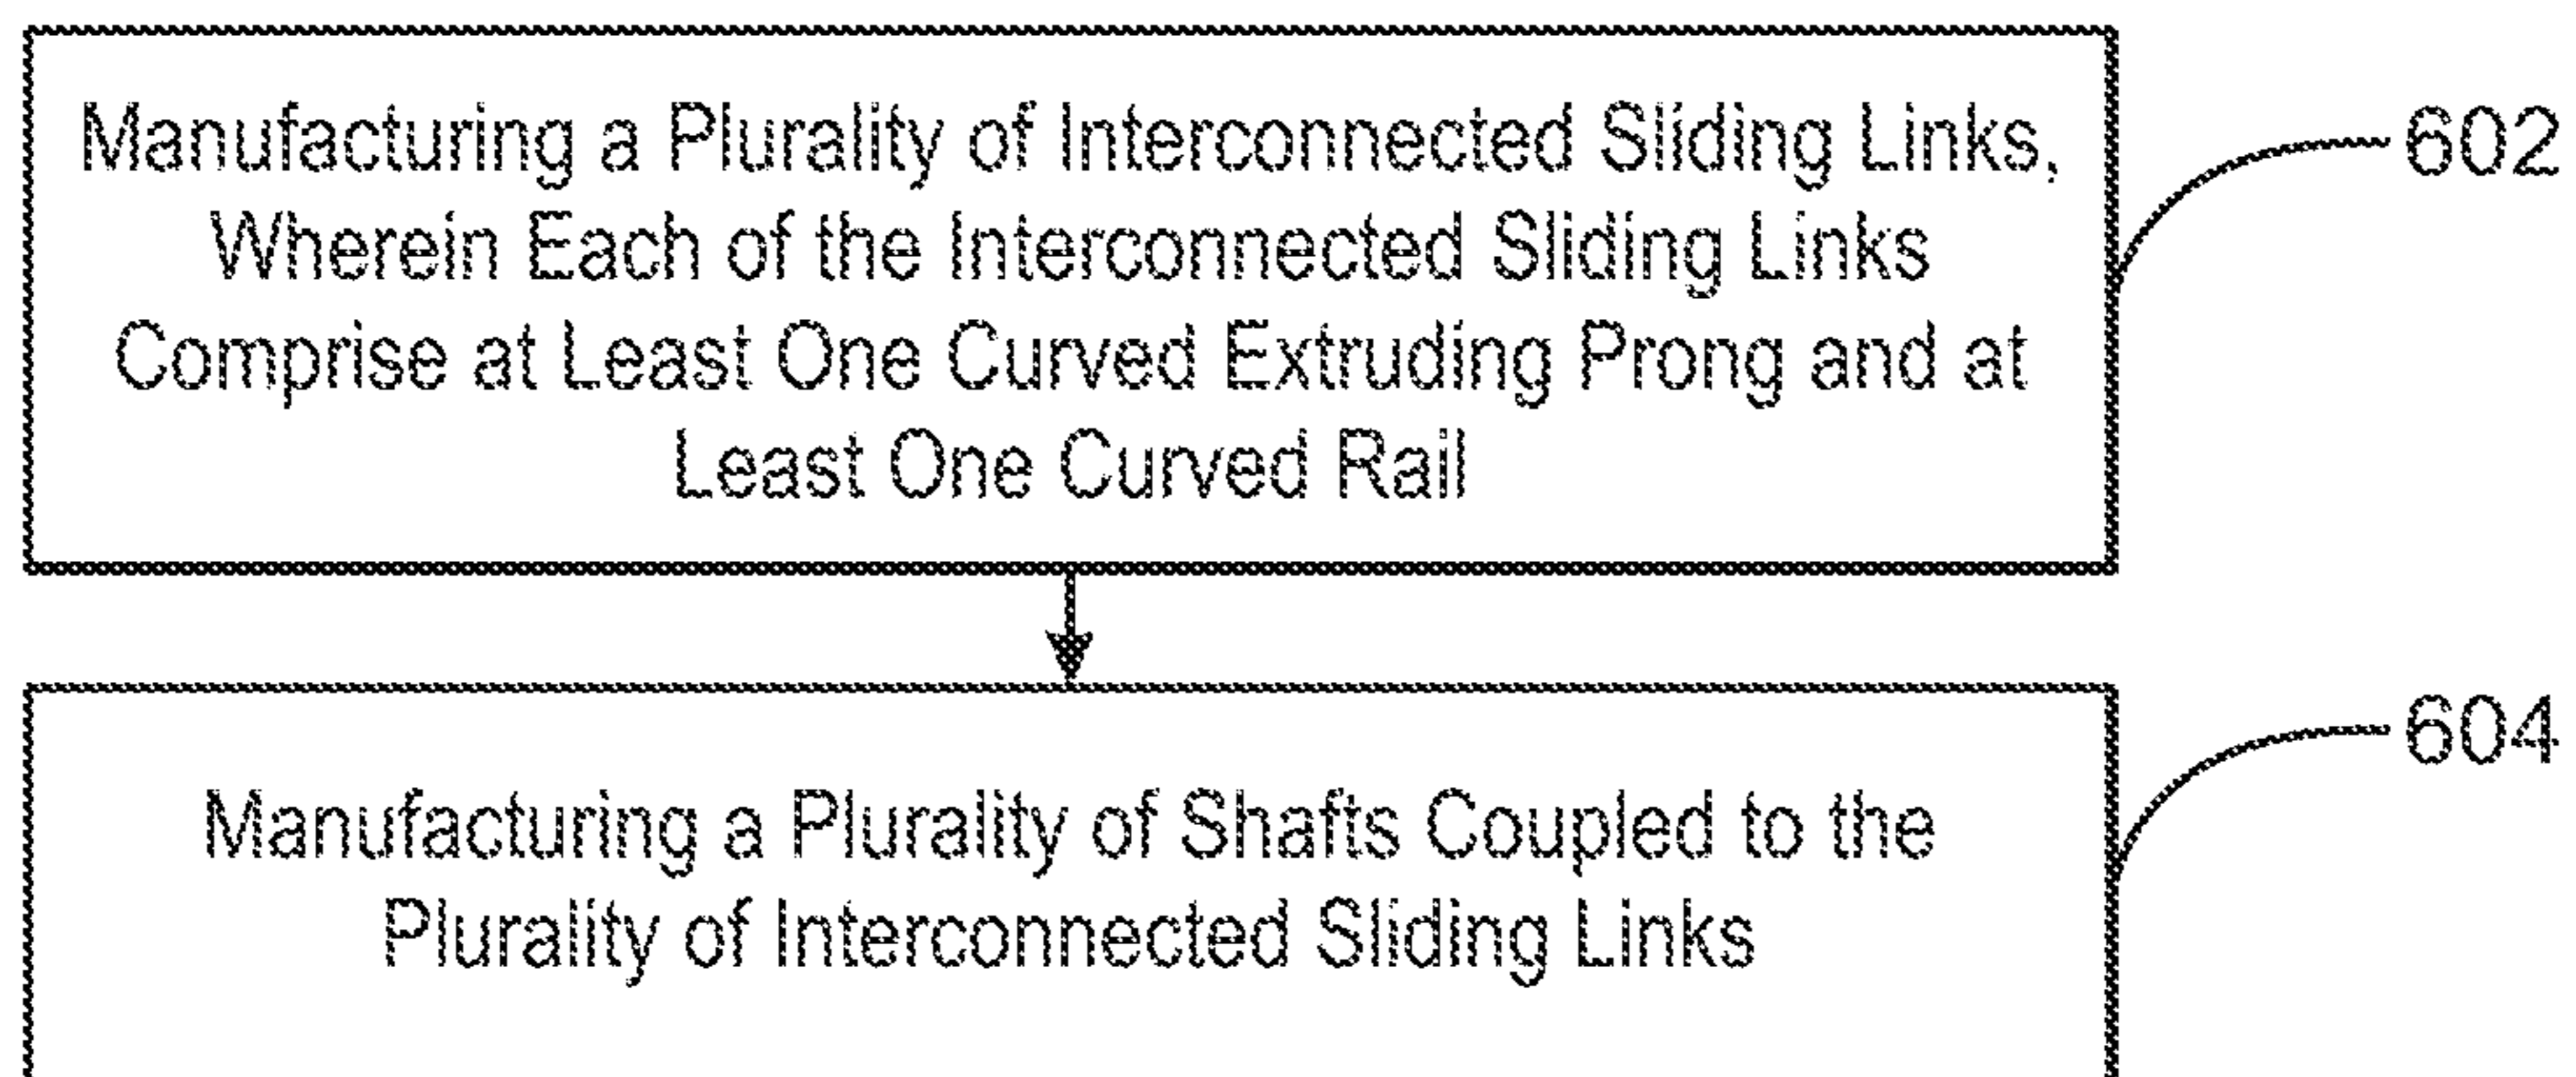 Manufacturing a Plurality of Interconnected Sliding Links,
Wherein Each of the Interconnected Sliding Links
Comprise at Least One Curved Extruding Prong and at
Least One Curved Rail
602
Manufacturing a Plurality of Shafts Coupled to the
Plurality of Interconnected Sliding Links
604